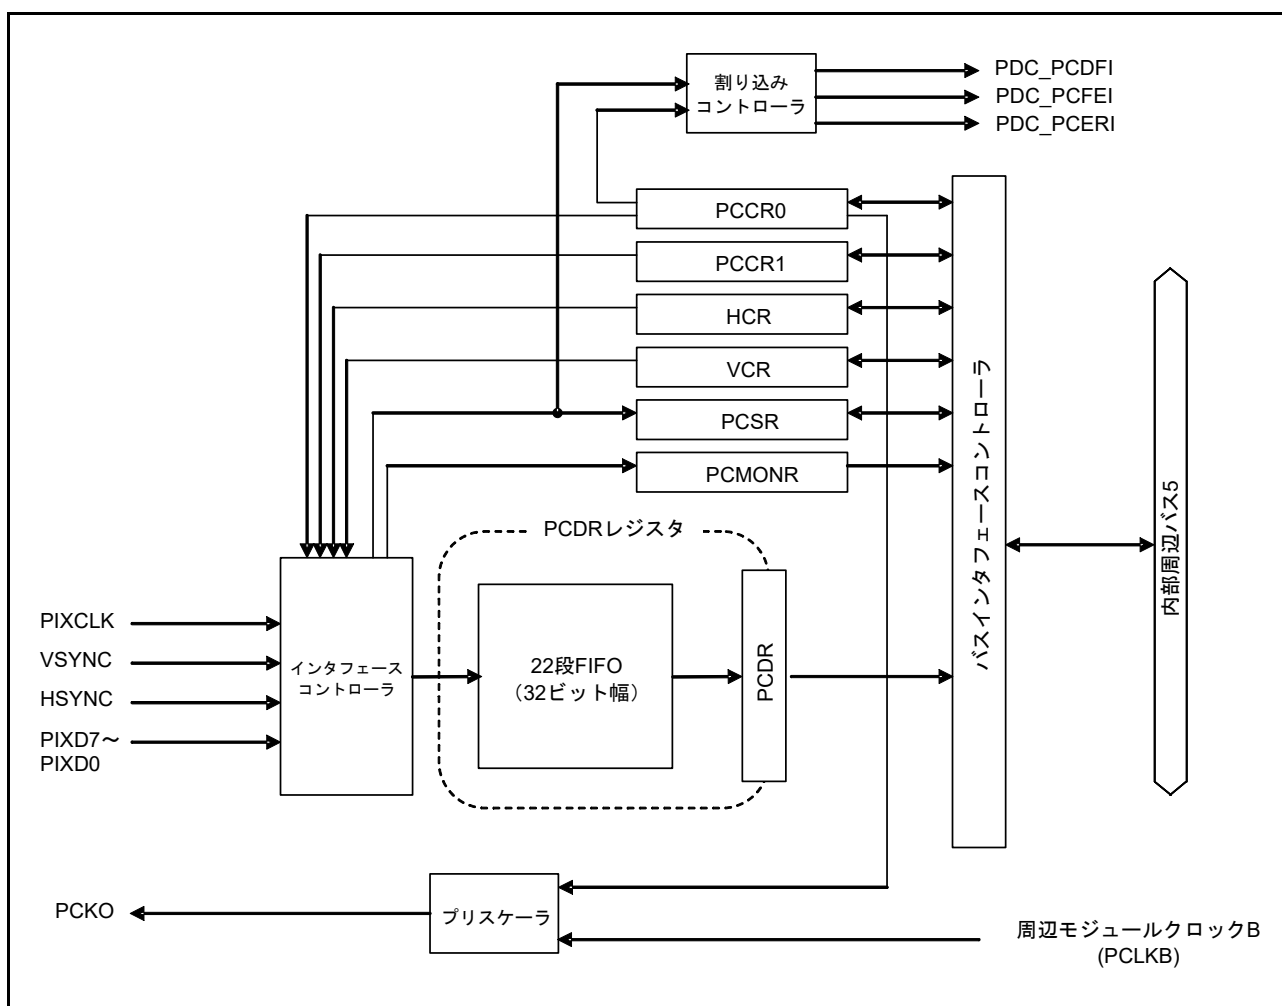 割り込み
コントローラ
PDC_PCDFI
PDC_PCFEI
PDC_PCERI
PCCR0
PCCR1
HCR
VCR
PCSR
PCMONR
PCDRレジスタ
PIXCLK
VSYNC
HSYNC
PIXD7～
PIXD0
インタフェース
コントローラ
22段FIFO
（32ビット幅）
PCDR
バスインタフェースコントローラ
内部周辺バス5
PCKO
プリスケーラ
周辺モジュールクロックB
(PCLKB)